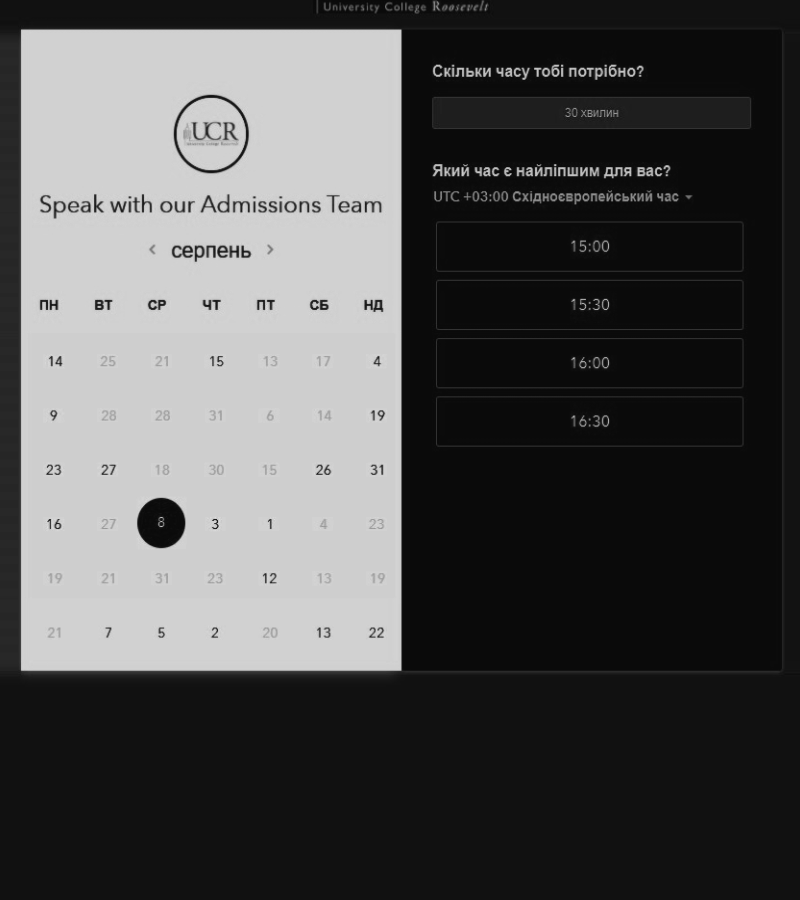 University College Roosevelt
UCR
Speak with our Admissions Team
серпень
ПН ВТ СР ЧТ ПТ СБ НД
14 25 21 15 13 17 4
9 28 28 31 6 14 19
23 27 18 30 15 26 31
16 27 8 3 1 4 23
19 21 31 23 12 13 19
21 7 5 2 20 13 22
Скільки часу тобі потрібно?
30 хвилин
Який час є найліпшим для вас?
UTC +03:00 Східноєвропейський час
15:00
15:30
16:00
16:30